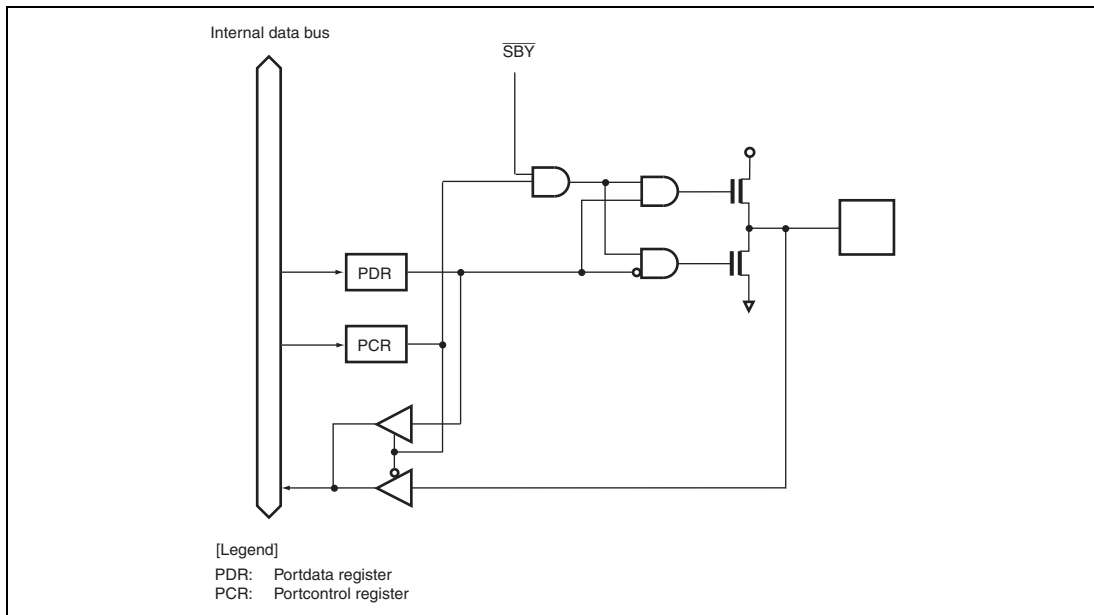 Internal data bus
SBY
PDR
PCR
[Legend]
PDR: Portdata register
PCR: Portcontrol register